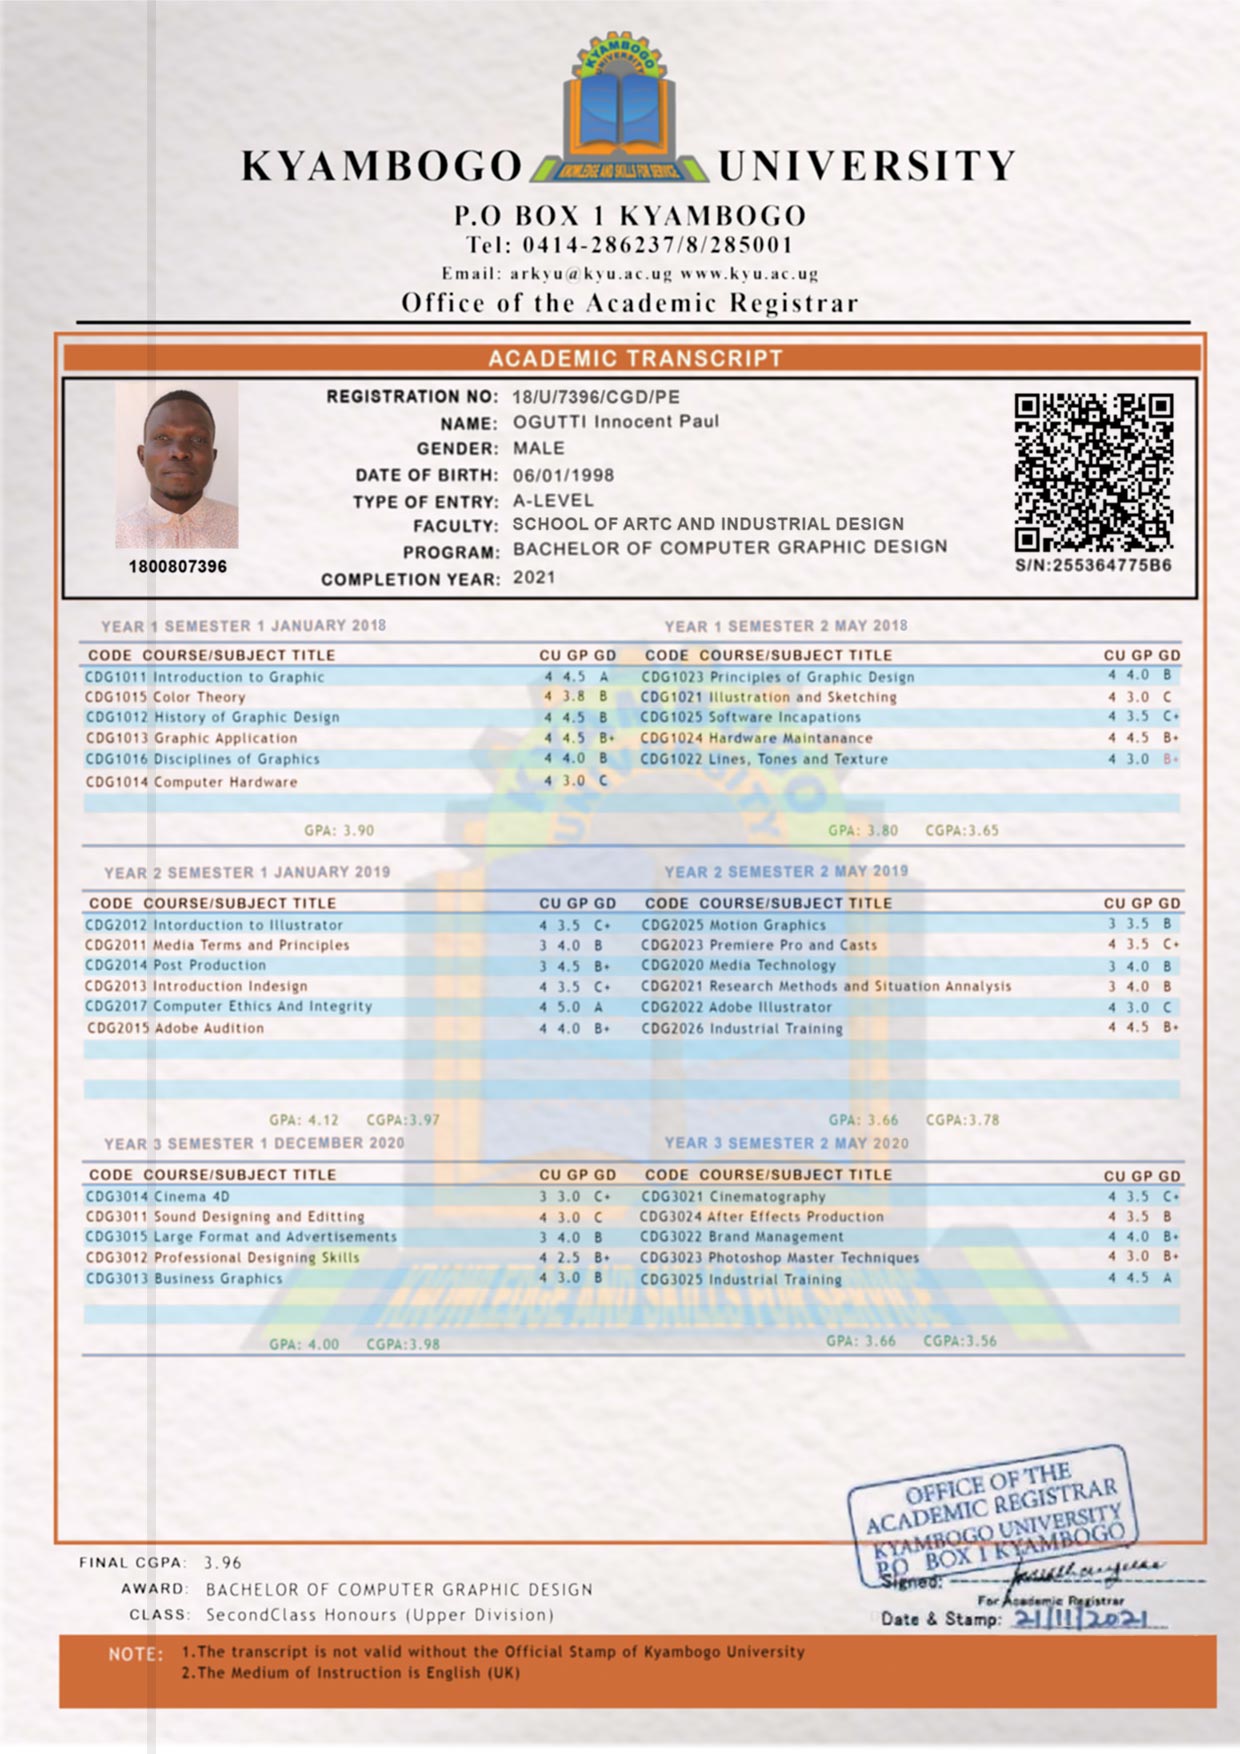 KYAMBOGO UNIVERSITY
KNOWLEDGE AND SKILLS FOR SERVICE
KYAMBOGO UNIVERSITY
P.O BOX 1 KYAMBOGO
Tel: 0414-286237/8/285001
Email: arkyu@kyu.ac.ug www.kyu.ac.ug
Office of the Academic Registrar
ACADEMIC TRANSCRIPT
REGISTRATION NO: 18/U/7396/CGD/PE
NAME: OGUTTI Innocent Paul
GENDER: MALE
DATE OF BIRTH: 06/01/1998
TYPE OF ENTRY: A-LEVEL
FACULTY: SCHOOL OF ARTC AND INDUSTRIAL DESIGN
PROGRAM: BACHELOR OF COMPUTER GRAPHIC DESIGN
COMPLETION YEAR: 2021
1800807396
S/N:255364775B6
YEAR 1 SEMESTER 1 JANUARY 2018
CODE COURSE/SUBJECT TITLE CU GP GD
CDG1011 Introduction to Graphic 4 4.5 A
CDG1015 Color Theory 4 3.8 B
CDG1012 History of Graphic Design 4 4.5 B
CDG1013 Graphic Application 4 4.5 B+
CDG1016 Disciplines of Graphics 4 4.0 B
CDG1014 Computer Hardware 4 3.0 C
GPA: 3.90
YEAR 1 SEMESTER 2 MAY 2018
CODE COURSE/SUBJECT TITLE CU GP GD
CDG1023 Principles of Graphic Design 4 4.0 B
CDG1021 Illustration and Sketching 4 3.0 C
CDG1025 Software Incapations 4 3.5 C+
CDG1024 Hardware Maintanance 4 4.5 B+
CDG1022 Lines, Tones and Texture 4 3.0 B+
GPA: 3.80 CGPA:3.65
YEAR 2 SEMESTER 1 JANUARY 2019
CODE COURSE/SUBJECT TITLE CU GP GD
CDG2012 Intorduction to Illustrator 4 3.5 C+
CDG2011 Media Terms and Principles 3 4.0 B
CDG2014 Post Production 3 4.5 B+
CDG2013 Introduction Indesign 4 3.5 C+
CDG2017 Computer Ethics And Integrity 4 5.0 A
CDG2015 Adobe Audition 4 4.0 B+
GPA: 4.12 CGPA:3.97
YEAR 2 SEMESTER 2 MAY 2019
CODE COURSE/SUBJECT TITLE CU GP GD
CDG2025 Motion Graphics 3 3.5 B
CDG2023 Premiere Pro and Casts 4 3.5 C+
CDG2020 Media Technology 3 4.0 B
CDG2021 Research Methods and Situation Annalysis 3 4.0 B
CDG2022 Adobe Illustrator 4 3.0 C
CDG2026 Industrial Training 4 4.5 B+
GPA: 3.66 CGPA:3.78
YEAR 3 SEMESTER 1 DECEMBER 2020
CODE COURSE/SUBJECT TITLE CU GP GD
CDG3014 Cinema 4D 3 3.0 C+
CDG3011 Sound Designing and Editting 4 3.0 C
CDG3015 Large Format and Advertisements 3 4.0 B
CDG3012 Professional Designing Skills 4 2.5 B+
CDG3013 Business Graphics 4 3.0 B
GPA: 4.00 CGPA:3.98
YEAR 3 SEMESTER 2 MAY 2020
CODE COURSE/SUBJECT TITLE CU GP GD
CDG3021 Cinematography 4 3.5 C+
CDG3024 After Effects Production 4 3.5 B
CDG3022 Brand Management 4 4.0 B+
CDG3023 Photoshop Master Techniques 4 3.0 B+
CDG3025 Industrial Training 4 4.5 A
GPA: 3.66 CGPA:3.56
KYAMBOGO UNIVERSITY
KNOWLEDGE AND SKILLS FOR SERVICE
OFFICE OF THE
ACADEMIC REGISTRAR
KYAMBOGO UNIVERSITY
P.O BOX 1 KYAMBOGO
Signed:
For Academic Registrar
Date & Stamp: 21/11/2021
FINAL CGPA: 3.96
AWARD: BACHELOR OF COMPUTER GRAPHIC DESIGN
CLASS: SecondClass Honours (Upper Division)
NOTE: 1.The transcript is not valid without the Official Stamp of Kyambogo University
2.The Medium of Instruction is English (UK)